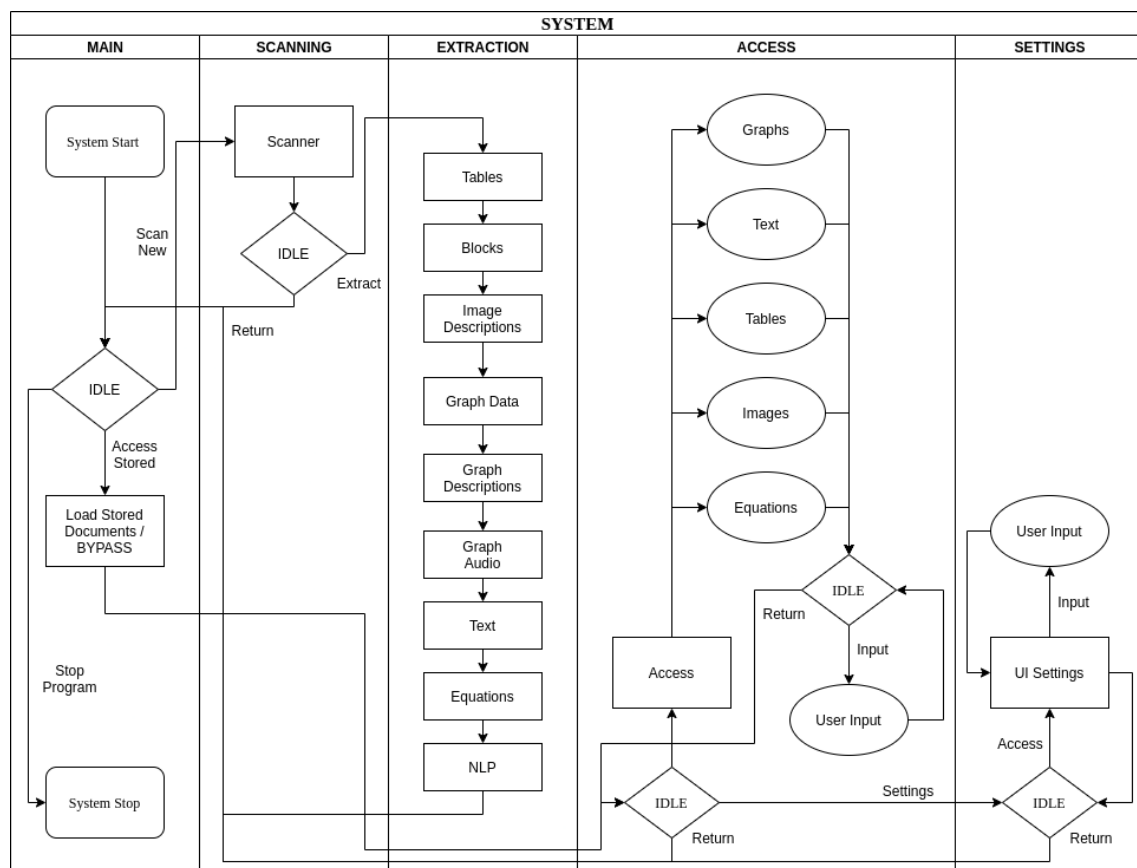 SYSTEM
MAIN
SCANNING
EXTRACTION
ACCESS
SETTINGS
System Start
Scan
New
IDLE
Access
Stored
Load Stored
Documents /
BYPASS
Stop
Program
System Stop
Scanner
IDLE
Extract
Return
Tables
Blocks
Image
Descriptions
Graph Data
Graph
Descriptions
Graph
Audio
Text
Equations
NLP
Graphs
Text
Tables
Images
Equations
IDLE
Return
Input
User Input
Access
IDLE
Settings
Return
User Input
Input
UI Settings
Access
IDLE
Return